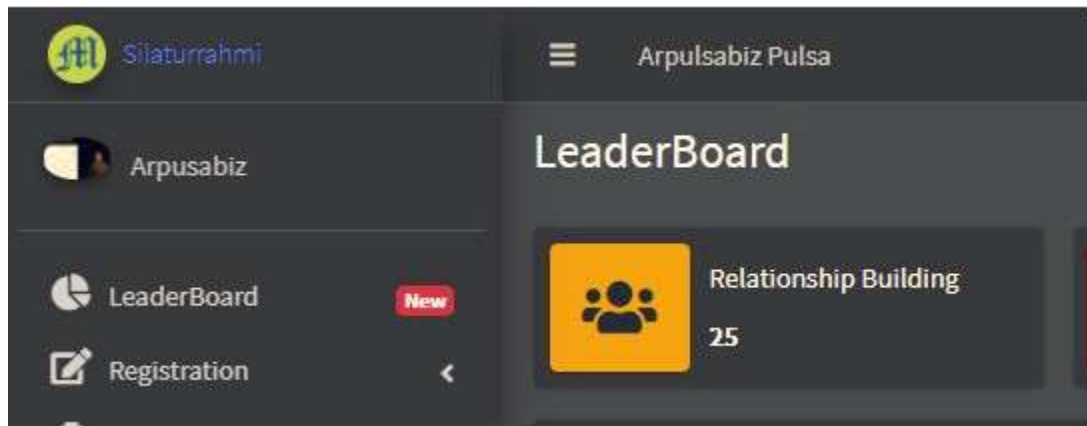 Silaturrahmi
Arpulsabiz Pulsa
Arpusabiz
LeaderBoard
LeaderBoard New
Registration
Relationship Building
25